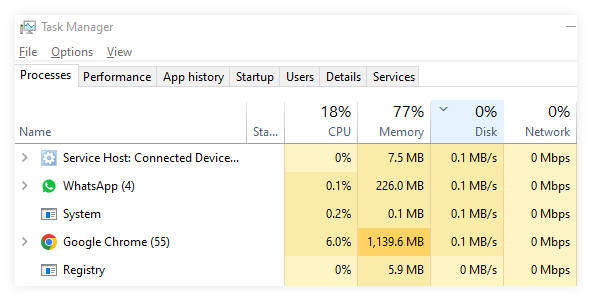 Task Manager
File Options View
Processes Performance App history Startup Users Details Services
18% 77% 0% 0%
Name Sta... CPU Memory Disk Network
Service Host: Connected Device... 0% 7.5 MB 0.1 MB/s 0 Mbps
WhatsApp (4) 0.1% 226.0 MB 0.1 MB/s 0 Mbps
System 0.2% 0.1 MB 0.1 MB/s 0 Mbps
Google Chrome (55) 6.0% 1,139.6 MB 0.1 MB/s 0 Mbps
Registry 0% 5.9 MB 0 MB/s 0 Mbps